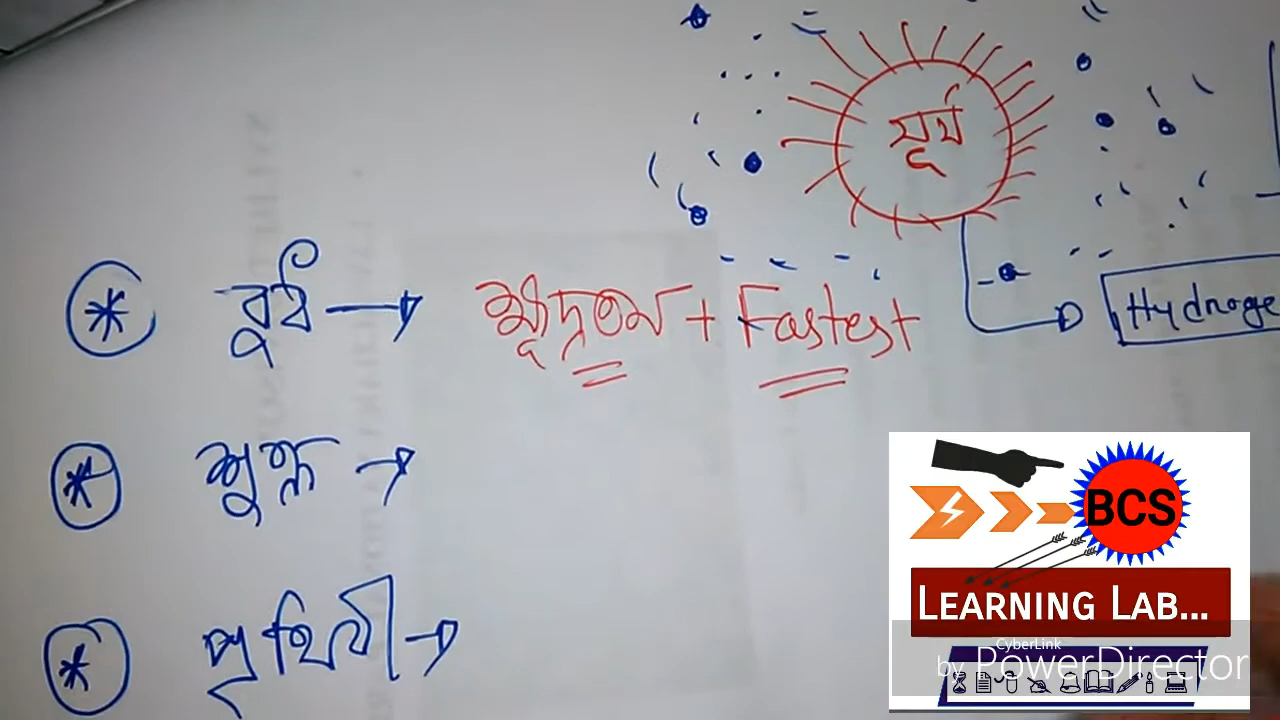 সূর্য
বুধ → ক্ষুদ্রতম + Fastest
Hydroge
শুক্র →
পৃথিবী →
BCS
LEARNING LAB...
CyberLink
by PowerDirector